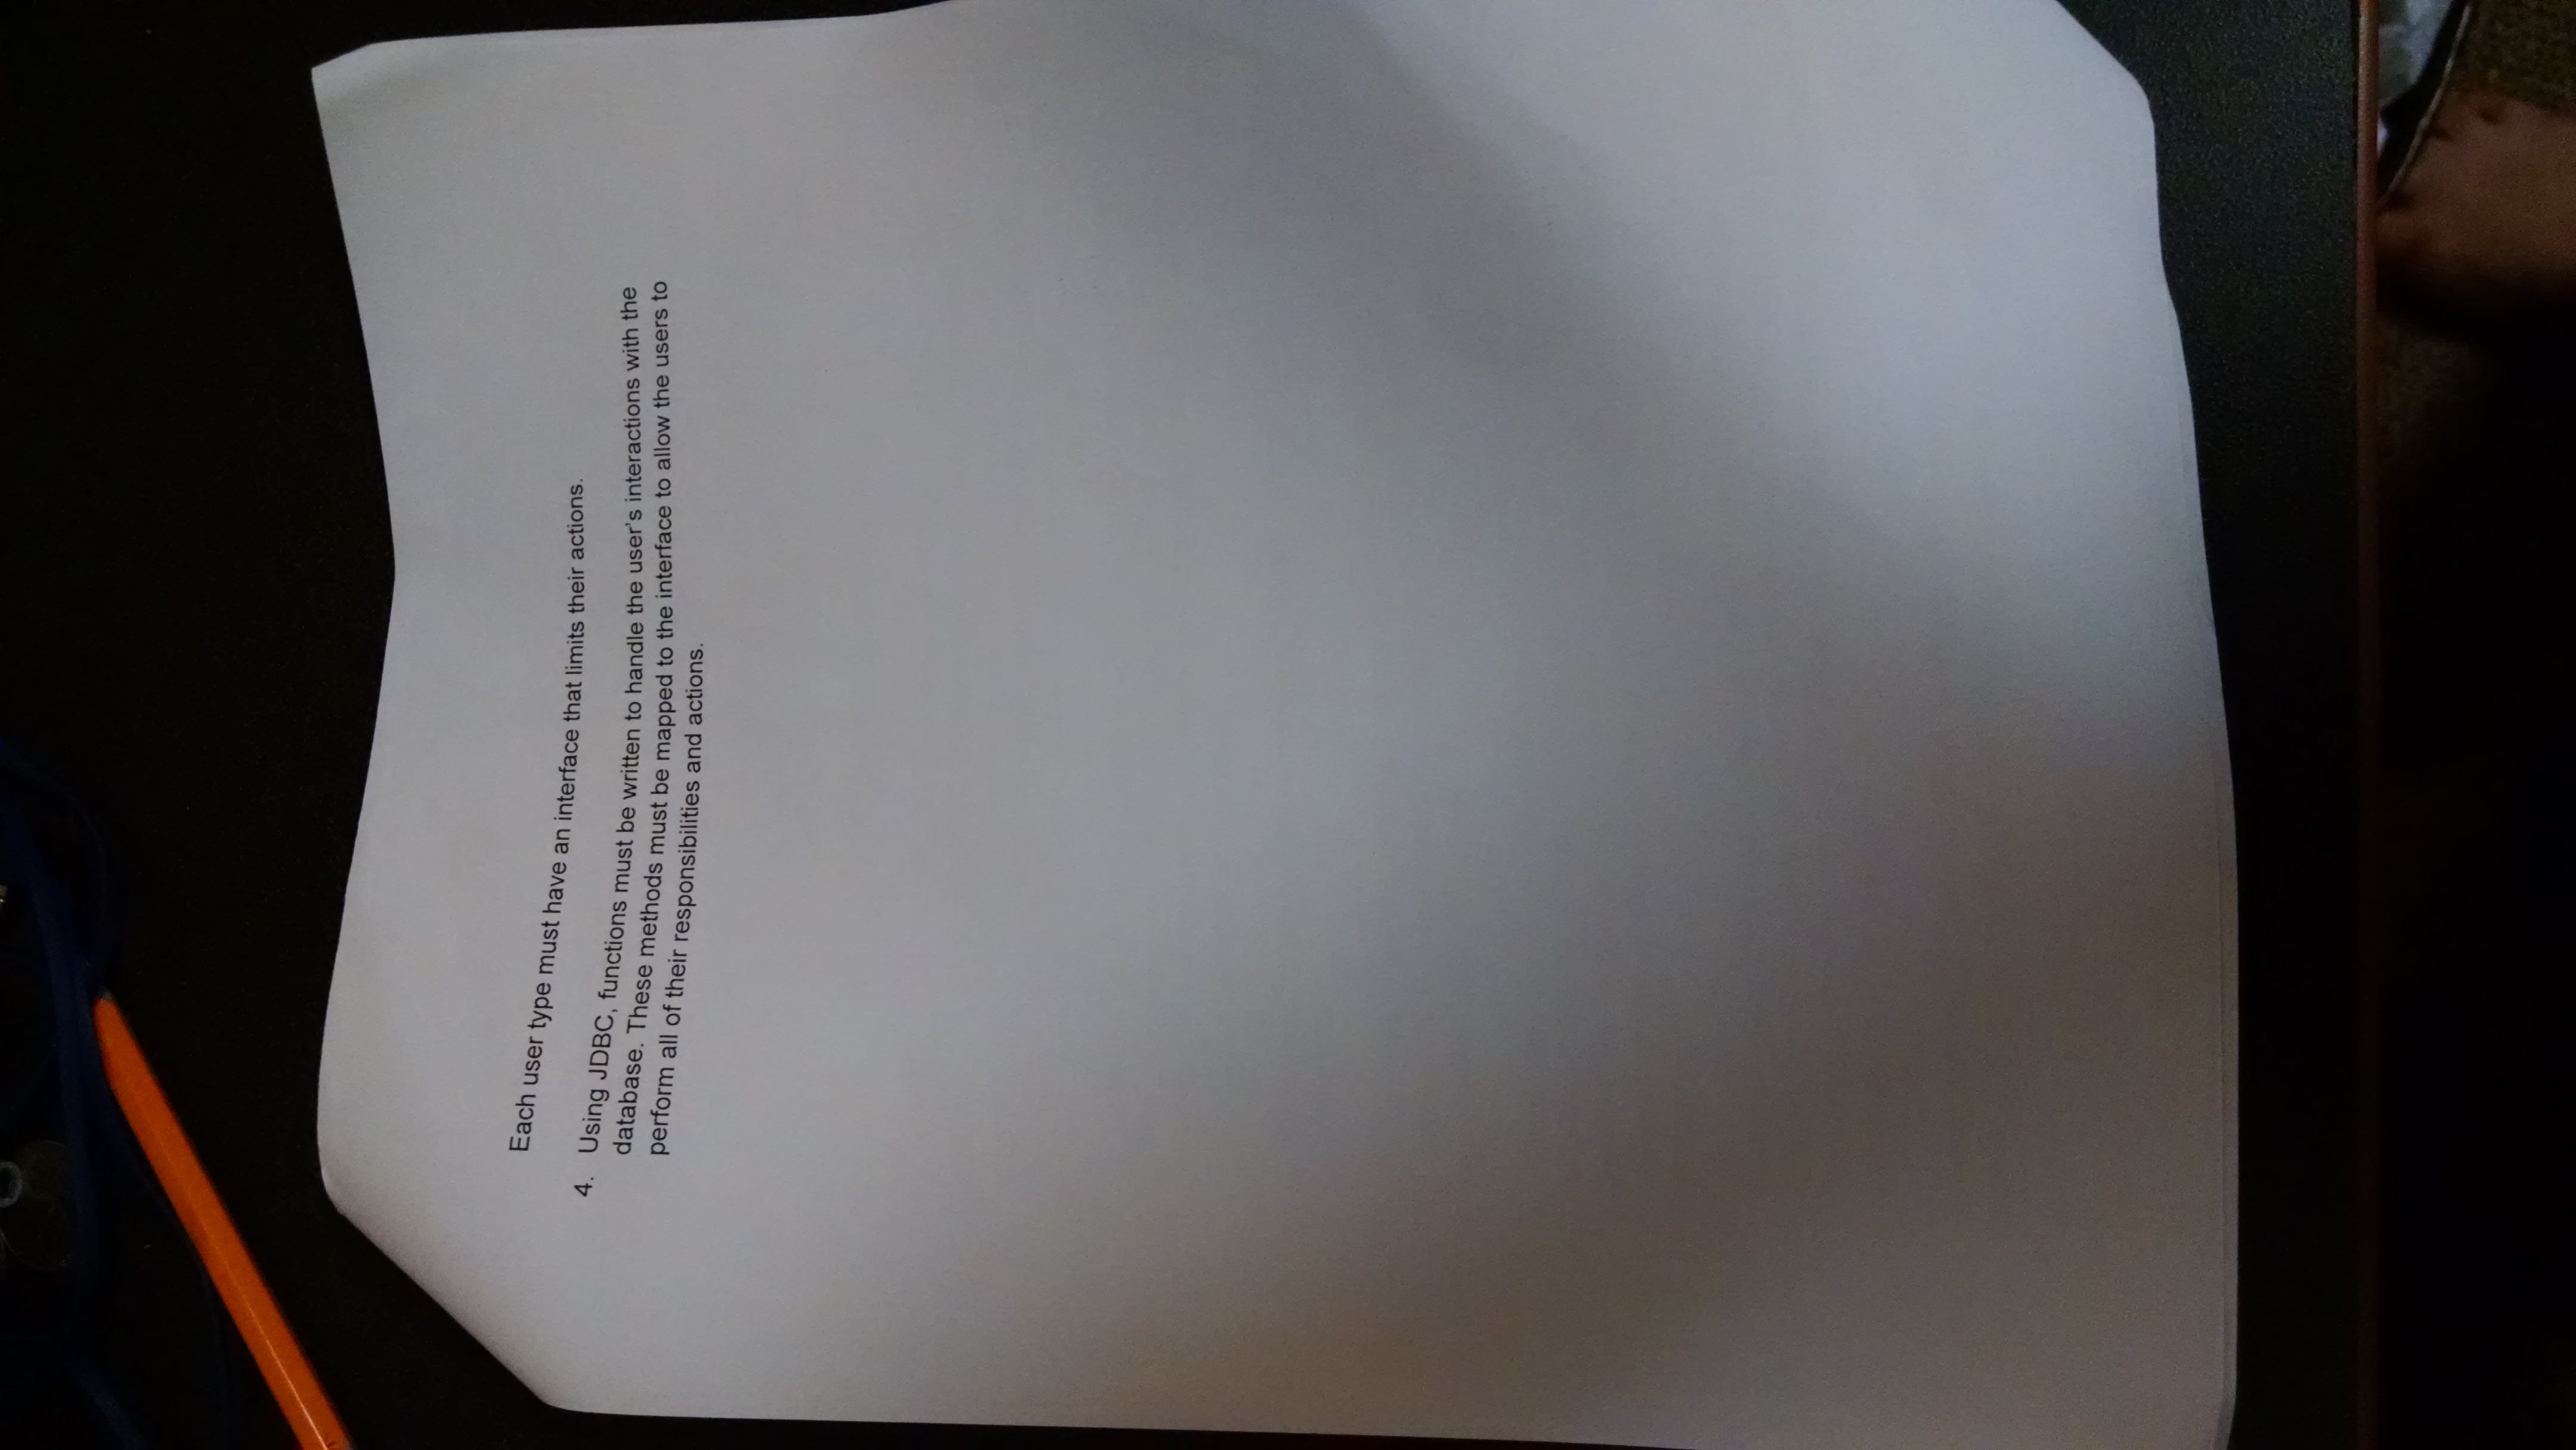 Each user type must have an interface that limits their actions.
4. Using JDBC, functions must be written to handle the user's interactions with the
database. These methods must be mapped to the interface to allow the users to
perform all of their responsibilities and actions.